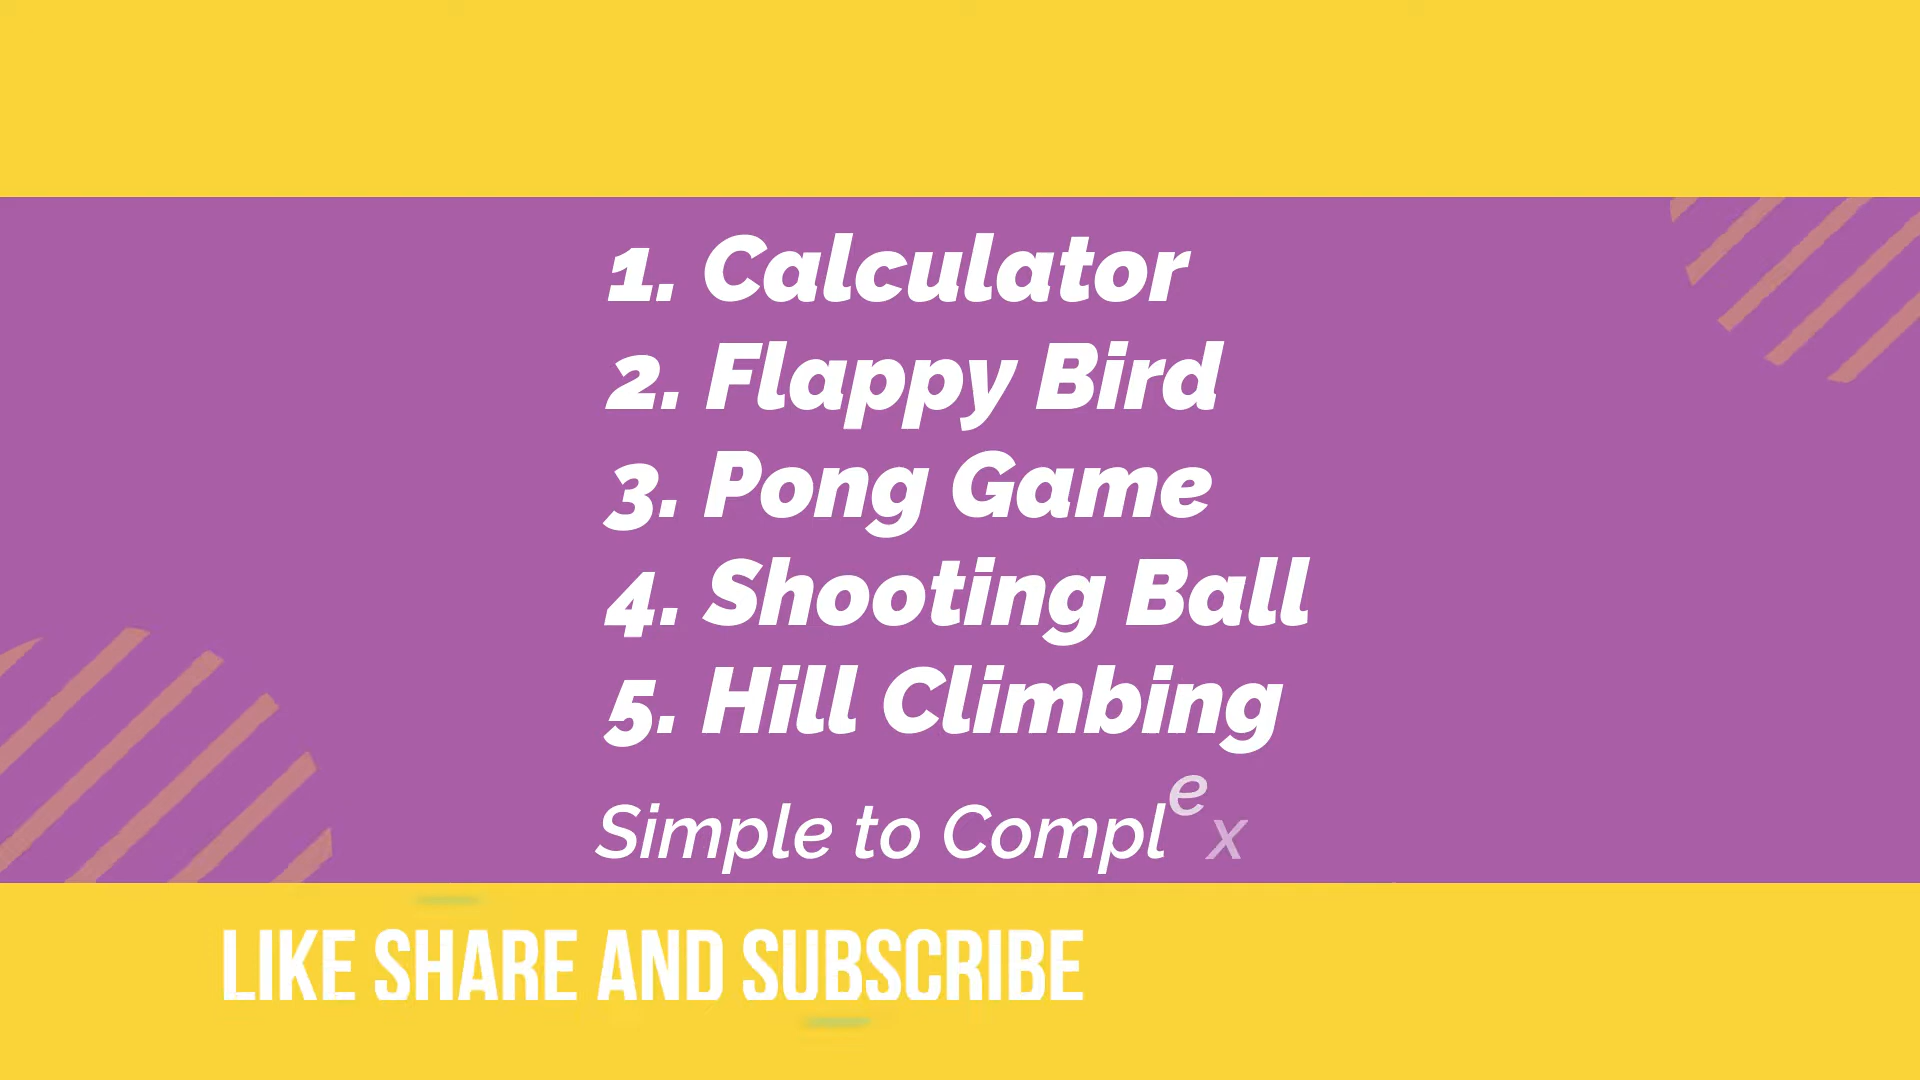 1. Calculator
2. Flappy Bird
3. Pong Game
4. Shooting Ball
5. Hill Climbing
Simple to Complex
LIKE SHARE AND SUBSCRIBE